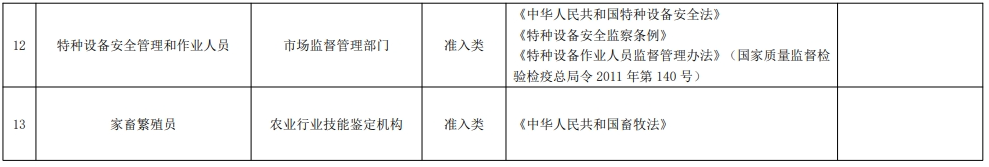 12 特种设备安全管理和作业人员 市场监督管理部门 准入类 《中华人民共和国特种设备安全法》
《特种设备安全监察条例》
《特种设备作业人员监督管理办法》（国家质量监督检
验检疫总局令 2011 年第 140 号）
13 家畜繁殖员 农业行业技能鉴定机构 准入类 《中华人民共和国畜牧法》